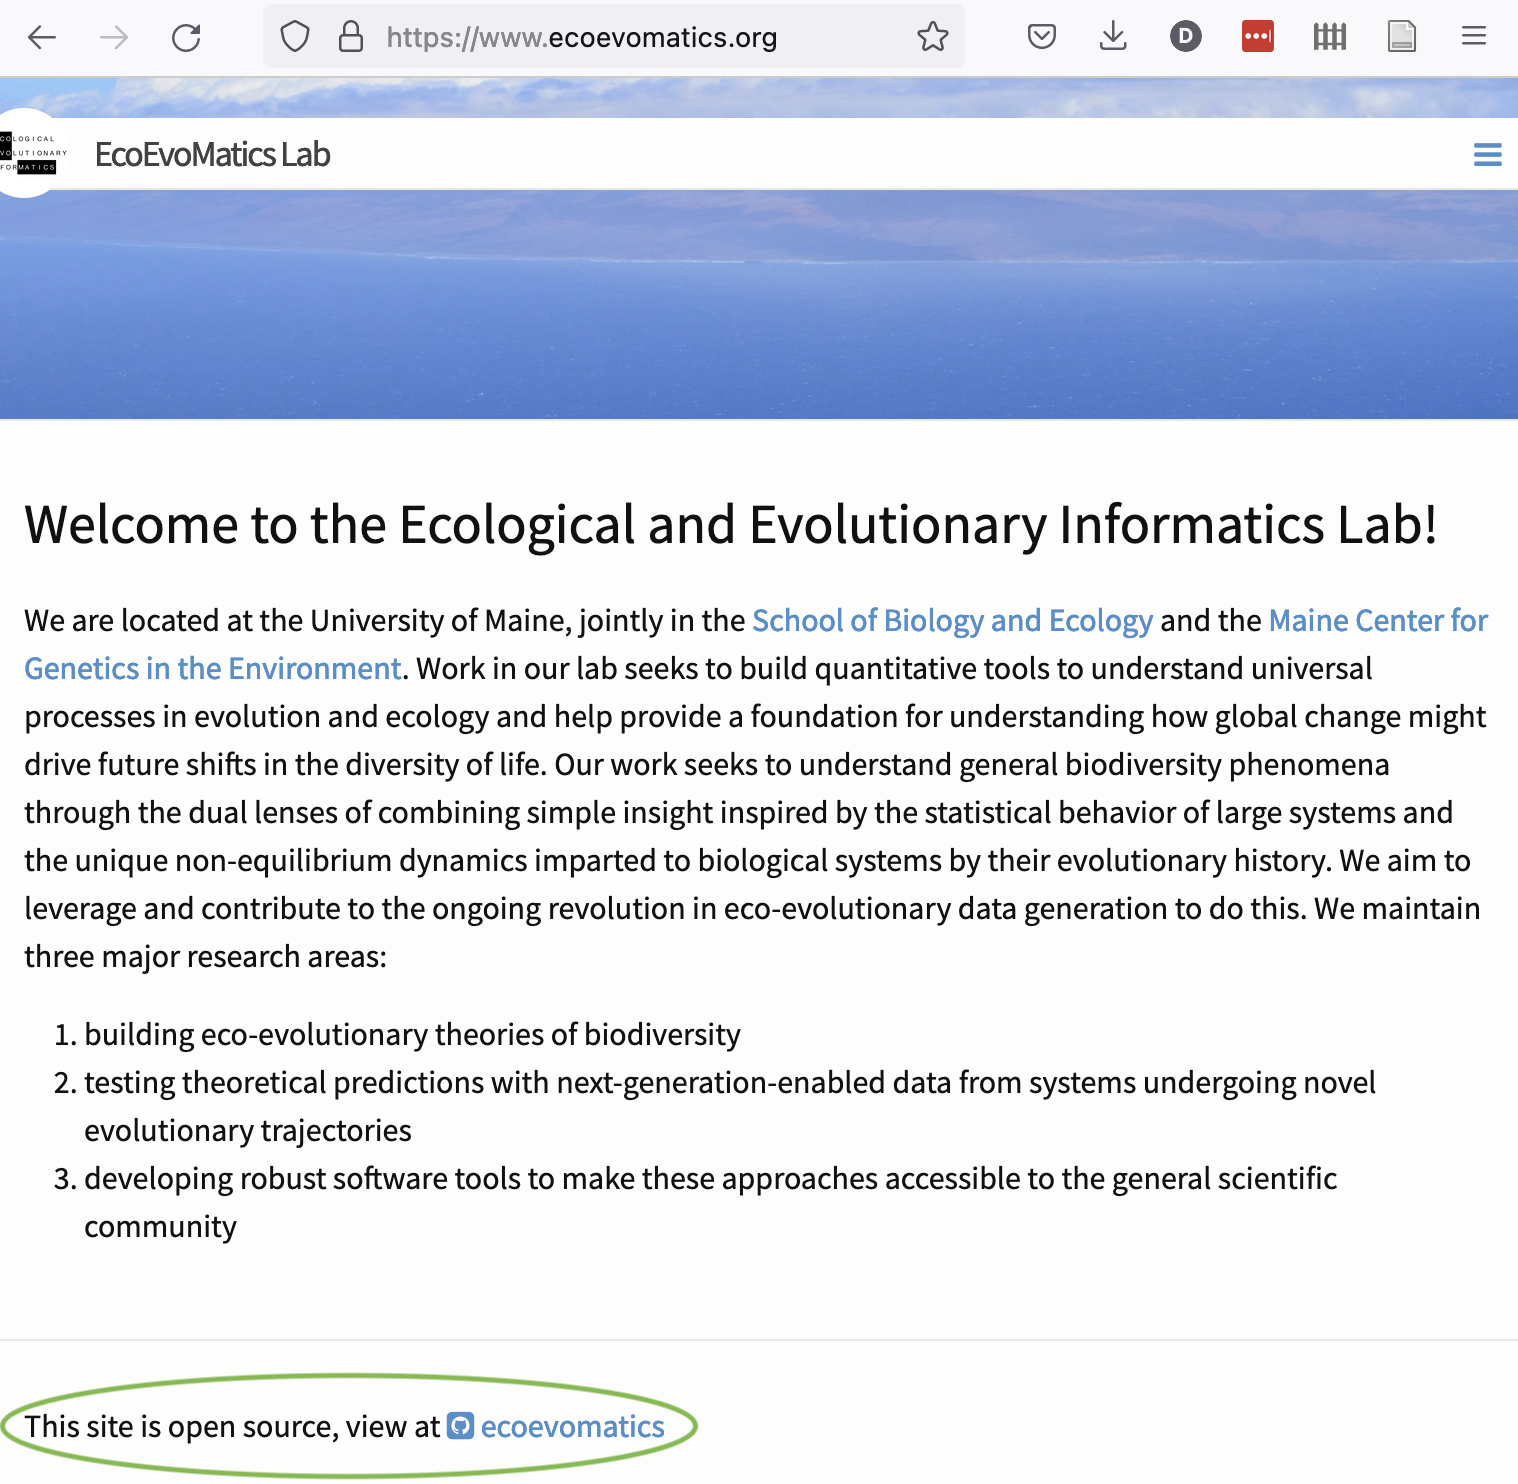 https://www.ecoevomatics.org
D
COLOGICAL
VOLUTIONARY
FORMATICS
EcoEvoMatics Lab
Welcome to the Ecological and Evolutionary Informatics Lab!
We are located at the University of Maine, jointly in the School of Biology and Ecology and the Maine Center for
Genetics in the Environment. Work in our lab seeks to build quantitative tools to understand universal
processes in evolution and ecology and help provide a foundation for understanding how global change might
drive future shifts in the diversity of life. Our work seeks to understand general biodiversity phenomena
through the dual lenses of combining simple insight inspired by the statistical behavior of large systems and
the unique non-equilibrium dynamics imparted to biological systems by their evolutionary history. We aim to
leverage and contribute to the ongoing revolution in eco-evolutionary data generation to do this. We maintain
three major research areas:
1. building eco-evolutionary theories of biodiversity
2. testing theoretical predictions with next-generation-enabled data from systems undergoing novel
evolutionary trajectories
3. developing robust software tools to make these approaches accessible to the general scientific
community
This site is open source, view at ecoevomatics